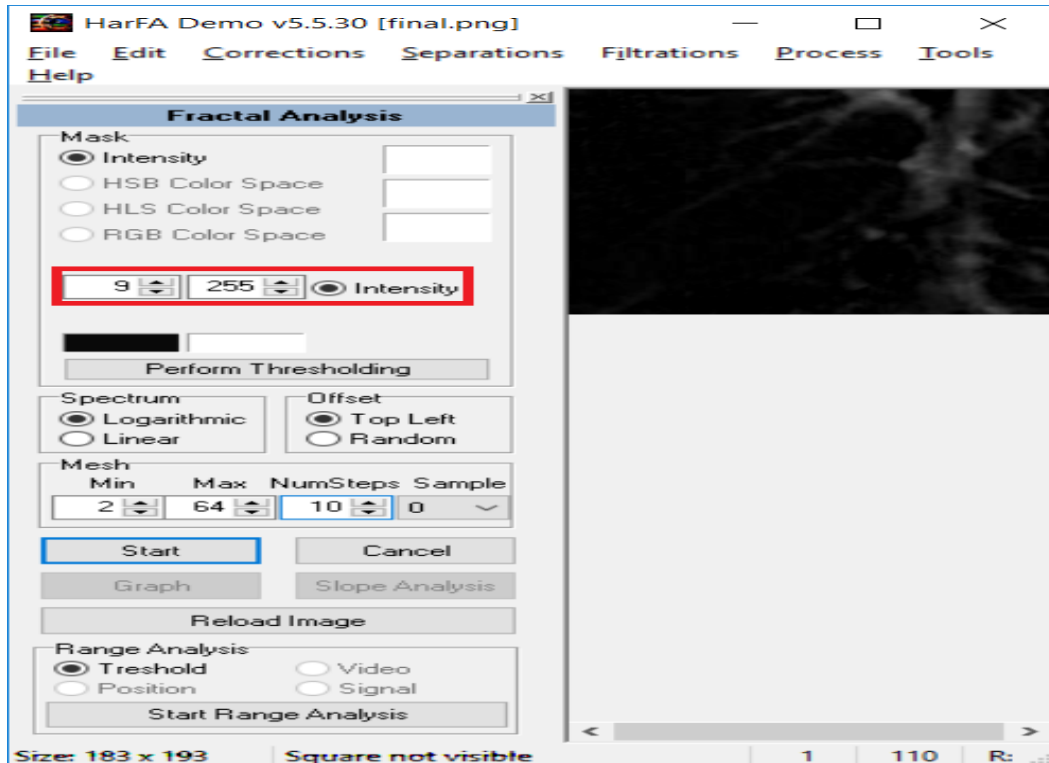 HarFA Demo v5.5.30 [final.png]
File Edit Corrections Separations Filtrations Process Tools
Help
Fractal Analysis
Mask
Intensity
HSB Color Space
HLS Color Space
RGB Color Space
9 255 Intensity
Perform Thresholding
Spectrum Offset
Logarithmic Top Left
Linear Random
Mesh
Min Max NumSteps Sample
2 64 10 0
Start Cancel
Graph Slope Analysis
Reload Image
Range Analysis
Treshold Video
Position Signal
Start Range Analysis
Size: 183 x 193 Square not visible 1 110 R: